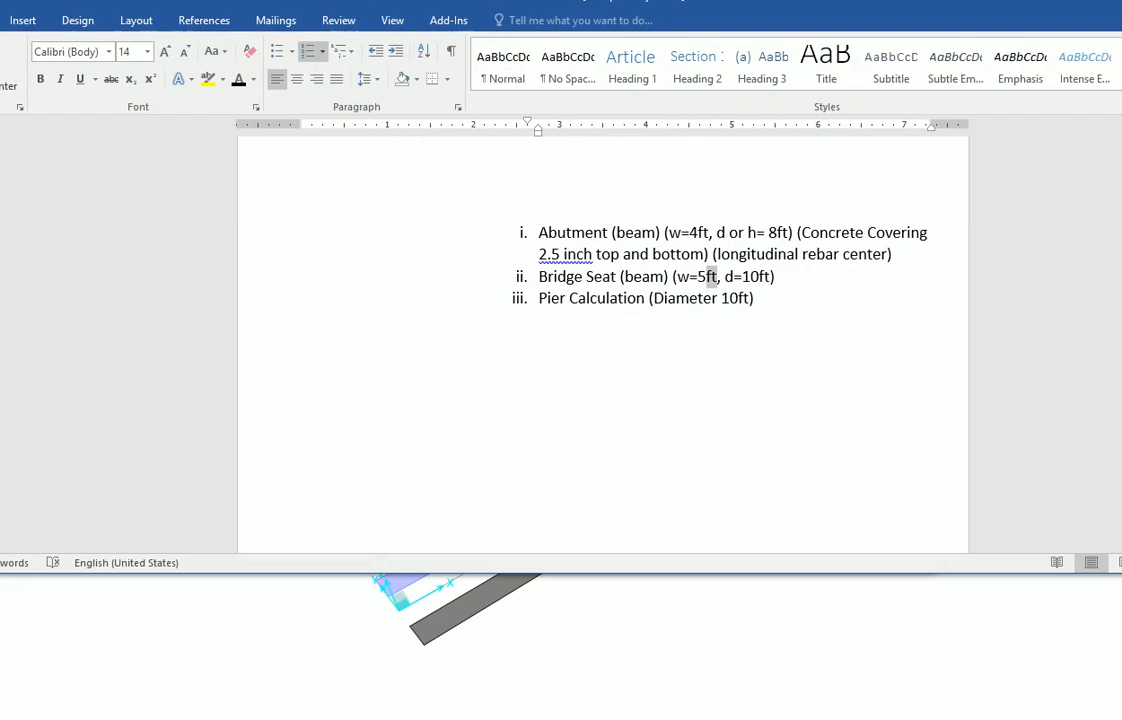 Insert Design Layout References Mailings Review View Add-Ins Tell me what you want to do...
Calibri (Body) 14 Aa
AaBbCcDc AaBbCcDc Article Section (a) AaBb AaB AaBbCcD AaBbCcDc AaBbCcDc AaBbCcDc
¶ Normal ¶ No Spac... Heading 1 Heading 2 Heading 3 Title Subtitle Subtle Em... Emphasis Intense E...
B I U abc X₂ X² A A
Font Paragraph Styles
1 2 3 4 5 6 7
i. Abutment (beam) (w=4ft, d or h= 8ft) (Concrete Covering
2.5 inch top and bottom) (longitudinal rebar center)
ii. Bridge Seat (beam) (w=5ft, d=10ft)
iii. Pier Calculation (Diameter 10ft)
words English (United States)
X